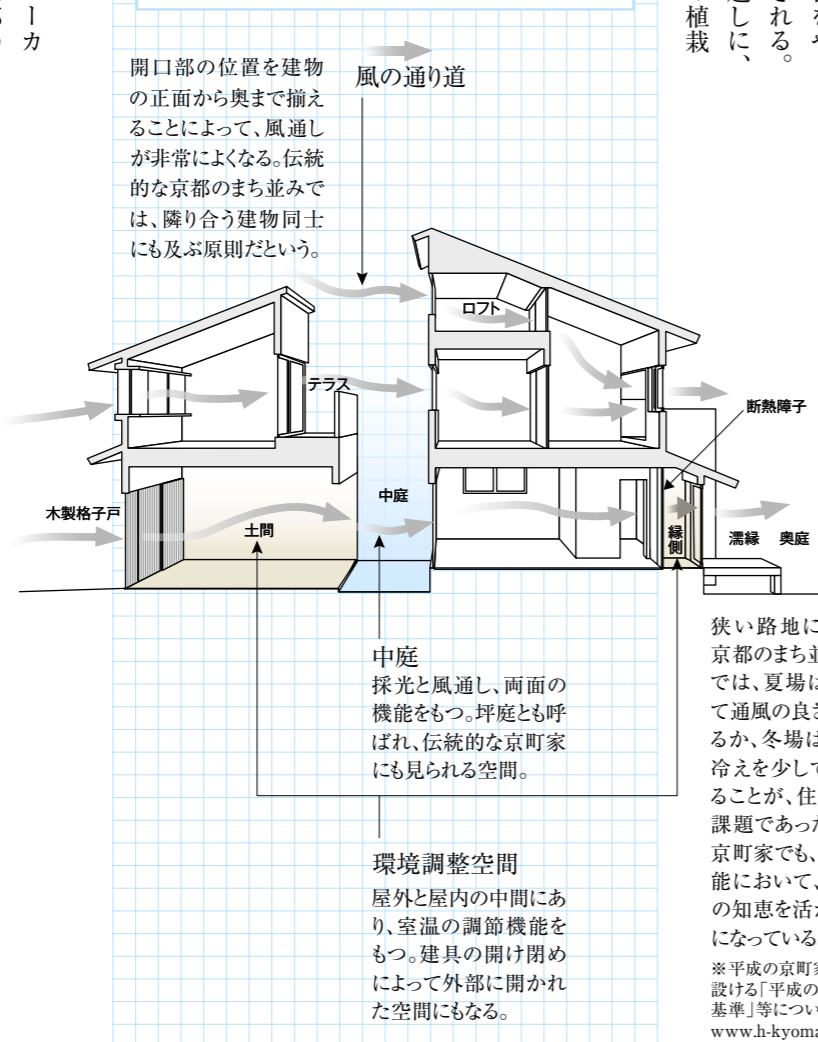 ーカ
をや
される。
通しに、
植栽
風の通り道
開口部の位置を建物
の正面から奥まで揃え
ることによって、風通し
が非常によくなる。伝統
的な京都のまち並みで
は、隣り合う建物同士
にも及ぶ原則だという。
ロフト
テラス
断熱障子
木製格子戸
土間
中庭
縁側
濡縁
奥庭
中庭
採光と風通し、両面の
機能をもつ。坪庭とも呼
ばれ、伝統的な京町家
にも見られる空間。
環境調整空間
屋外と屋内の中間にあ
り、室温の調節機能を
もつ。建具の開け閉め
によって外部に開かれ
た空間にもなる。
狭い路地に
京都のまち並
では、夏場は
て通風の良さ
るか、冬場は
冷えを少して
ることが、住
課題であった
京町家でも、
能において、
の知恵を活か
になっている
※平成の京町家
設ける「平成の
基準」等につい
www.h-kyoma